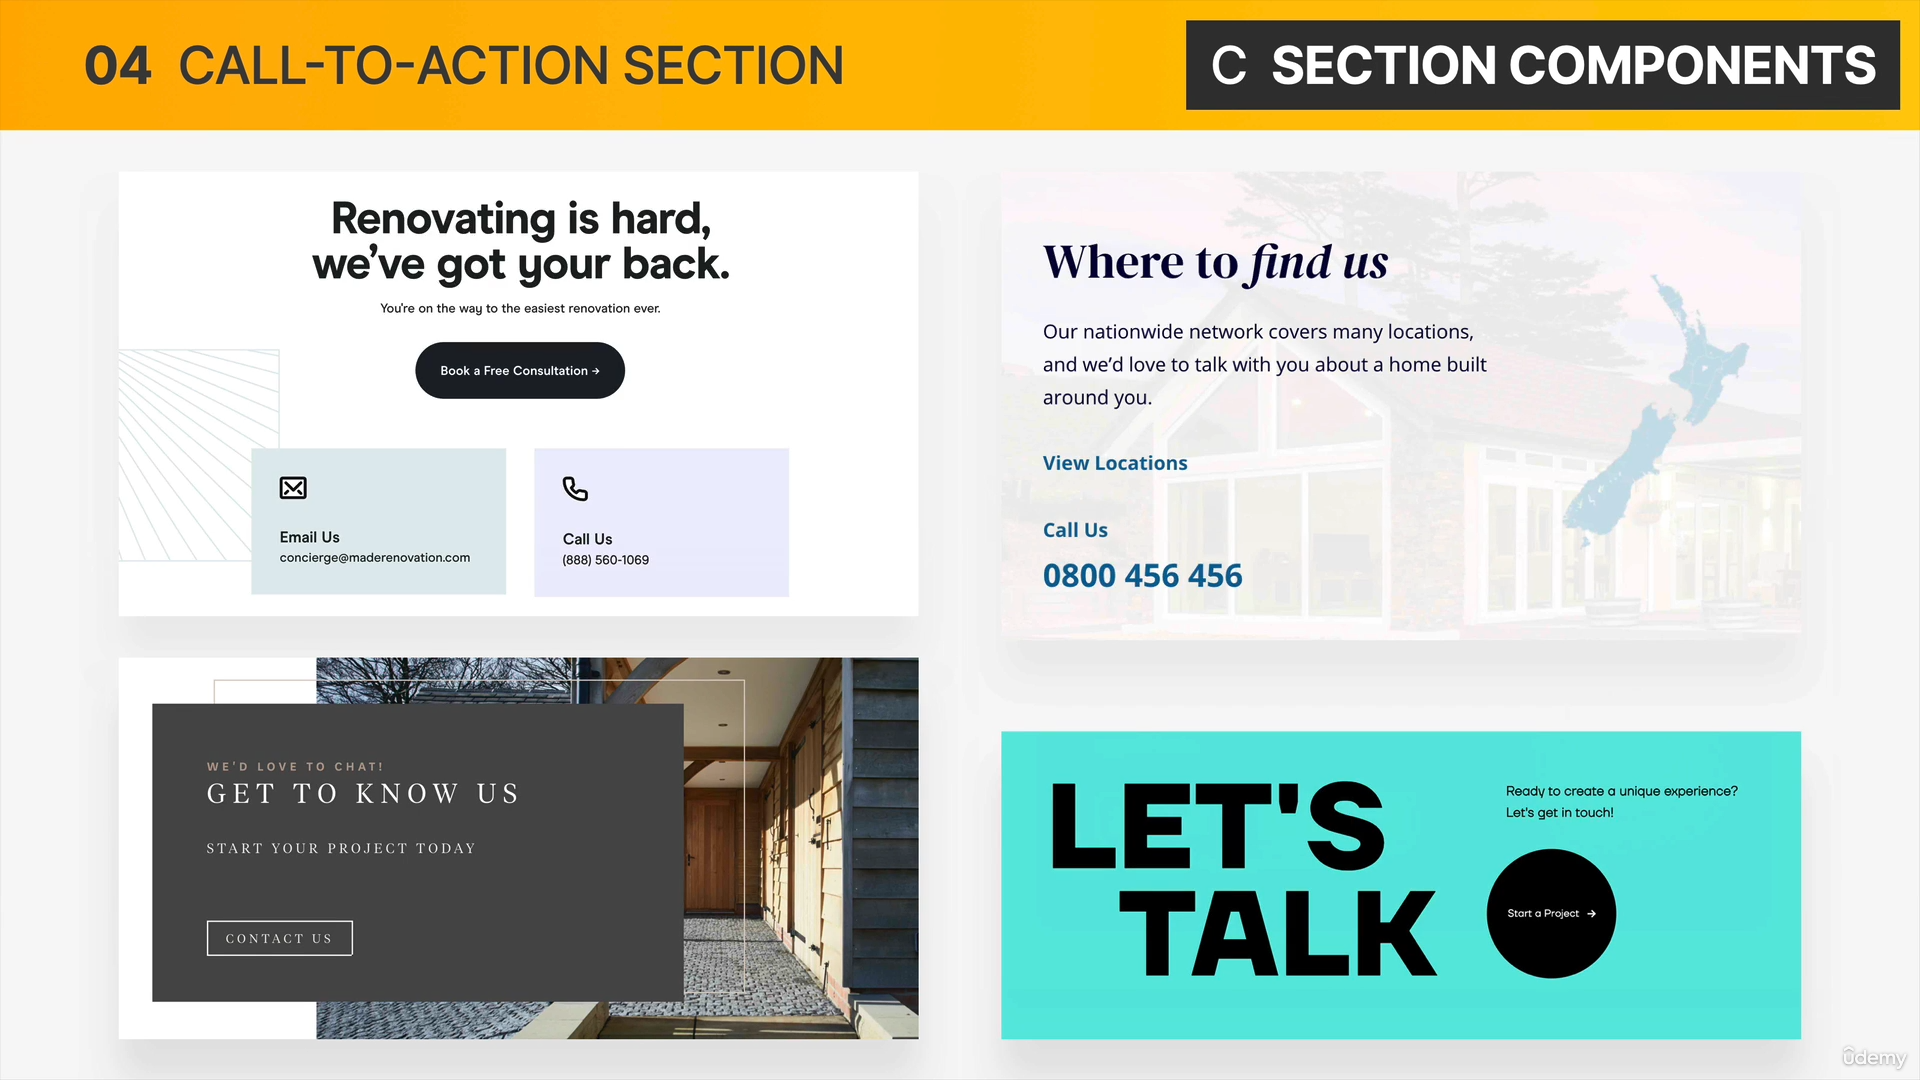 04 CALL-TO-ACTION SECTION
C SECTION COMPONENTS
Renovating is hard,
we've got your back.
You're on the way to the easiest renovation ever.
Book a Free Consultation →
Email Us
concierge@maderenovation.com
Call Us
(888) 560-1069
Where to find us
Our nationwide network covers many locations,
and we'd love to talk with you about a home built
around you.
View Locations
Call Us
0800 456 456
WE'D LOVE TO CHAT!
GET TO KNOW US
START YOUR PROJECT TODAY
CONTACT US
LET'S
TALK
Ready to create a unique experience?
Let's get in touch!
Start a Project →
ûdemy